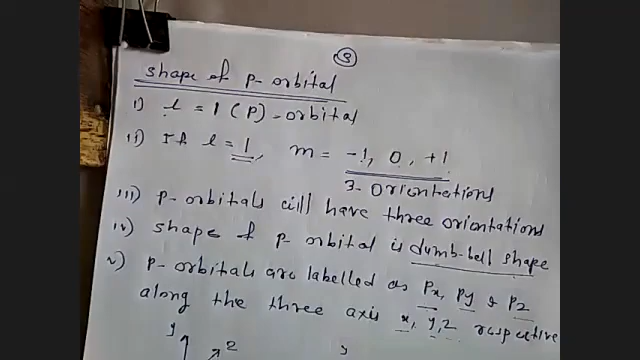 3
shape of p-orbital
i) l = 1 (p)-orbital
ii) If l = 1, m = -1, 0, +1
3-orientations
iii) p-orbitals will have three orientations
iv) shape of p orbital is dumb-bell shape
v) p-orbitals are labelled as Px, Py & Pz
along the three axis x, y, z respective
y
z
y